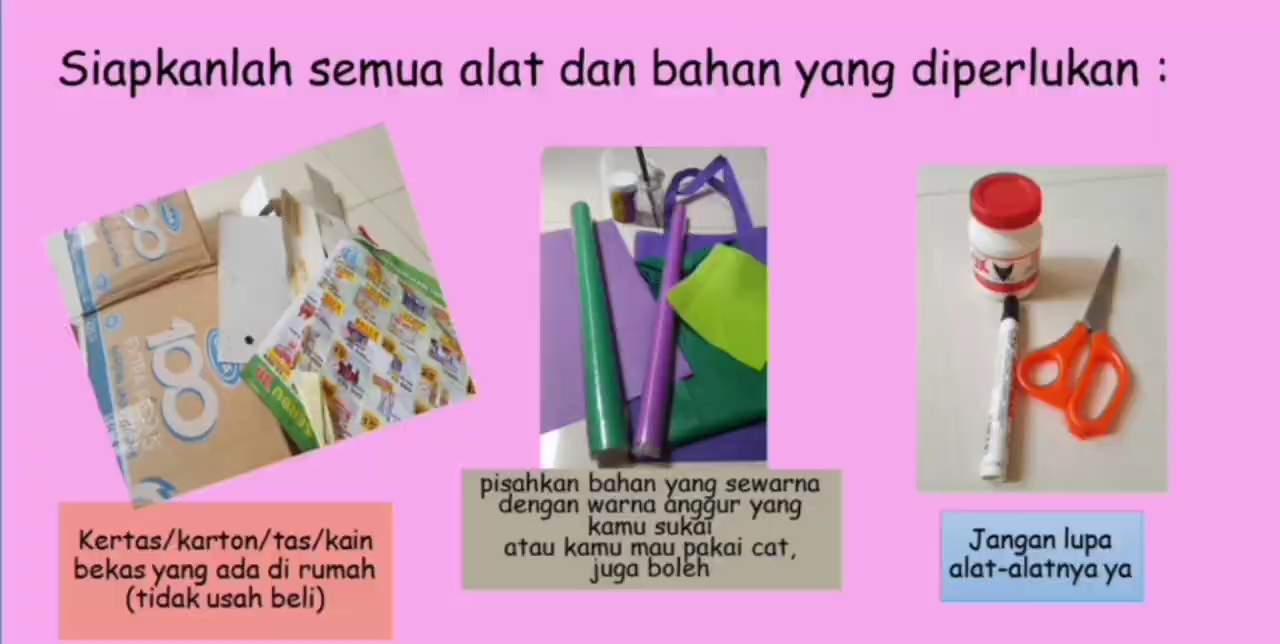 Siapkanlah semua alat dan bahan yang diperlukan :
180
180
Kertas/karton/tas/kain
bekas yang ada di rumah
(tidak usah beli)
pisahkan bahan yang sewarna
dengan warna anggur yang
kamu sukai
atau kamu mau pakai cat,
juga boleh
Jangan lupa
alat-alatnya ya